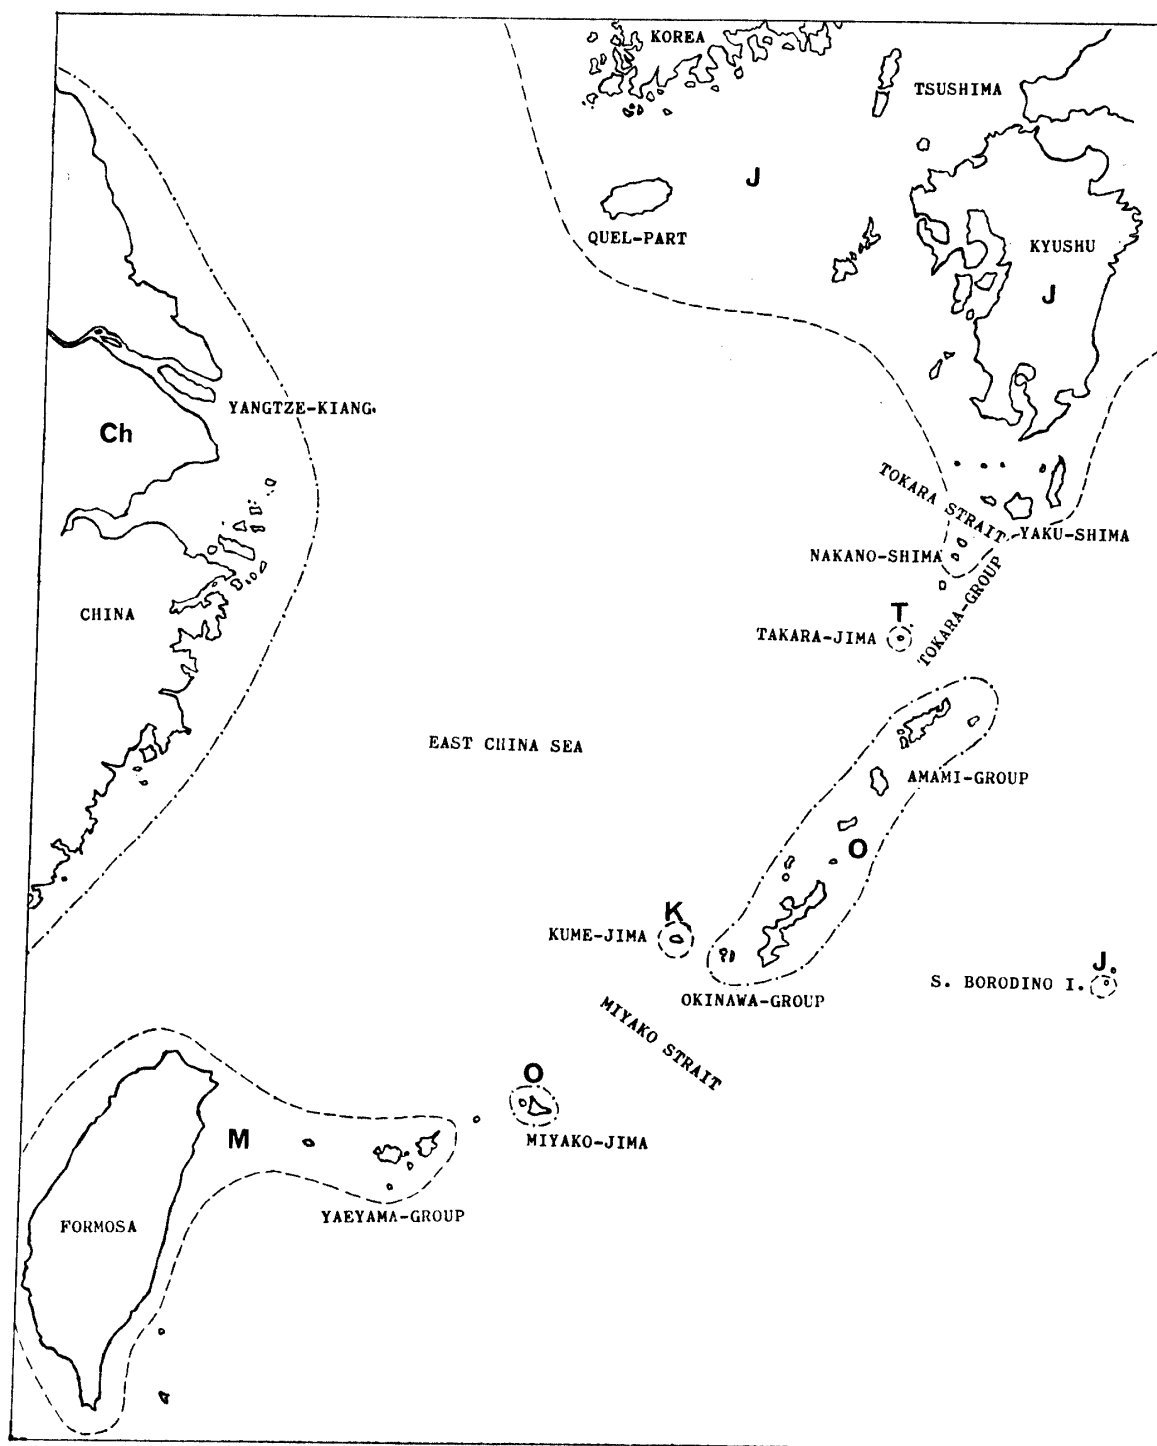 KOREA
TSUSHIMA
J
QUEL-PART
KYUSHU
J
YANGTZE-KIANG.
Ch
TOKARA STRAIT
YAKU-SHIMA
NAKANO-SHIMA
TOKARA-GROUP
CHINA
T
TAKARA-JIMA
EAST CHINA SEA
AMAMI-GROUP
O
K
KUME-JIMA
J
S. BORODINO I.
OKINAWA-GROUP
MIYAKO STRAIT
O
M
MIYAKO-JIMA
YAEYAMA-GROUP
FORMOSA